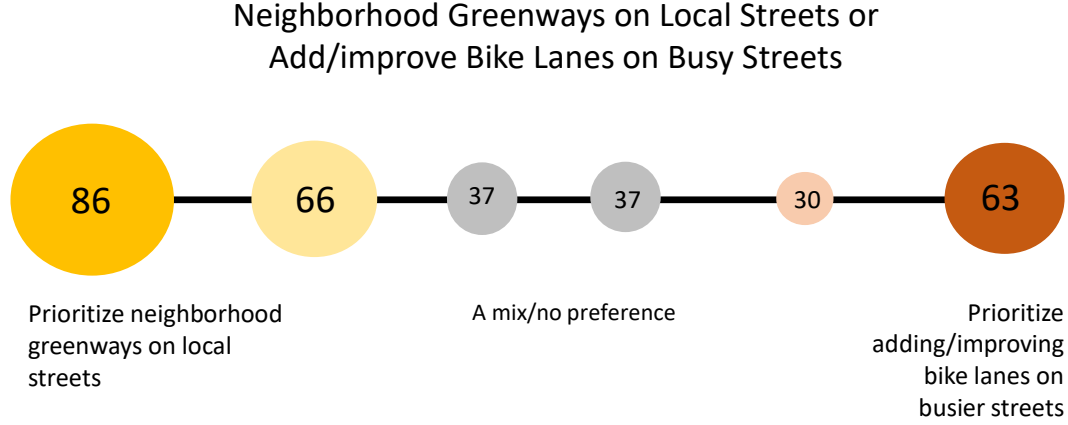 Neighborhood Greenways on Local Streets or
Add/improve Bike Lanes on Busy Streets
86
66
37
37
30
63
Prioritize neighborhood
greenways on local
streets
A mix/no preference
Prioritize
adding/improving
bike lanes on
busier streets